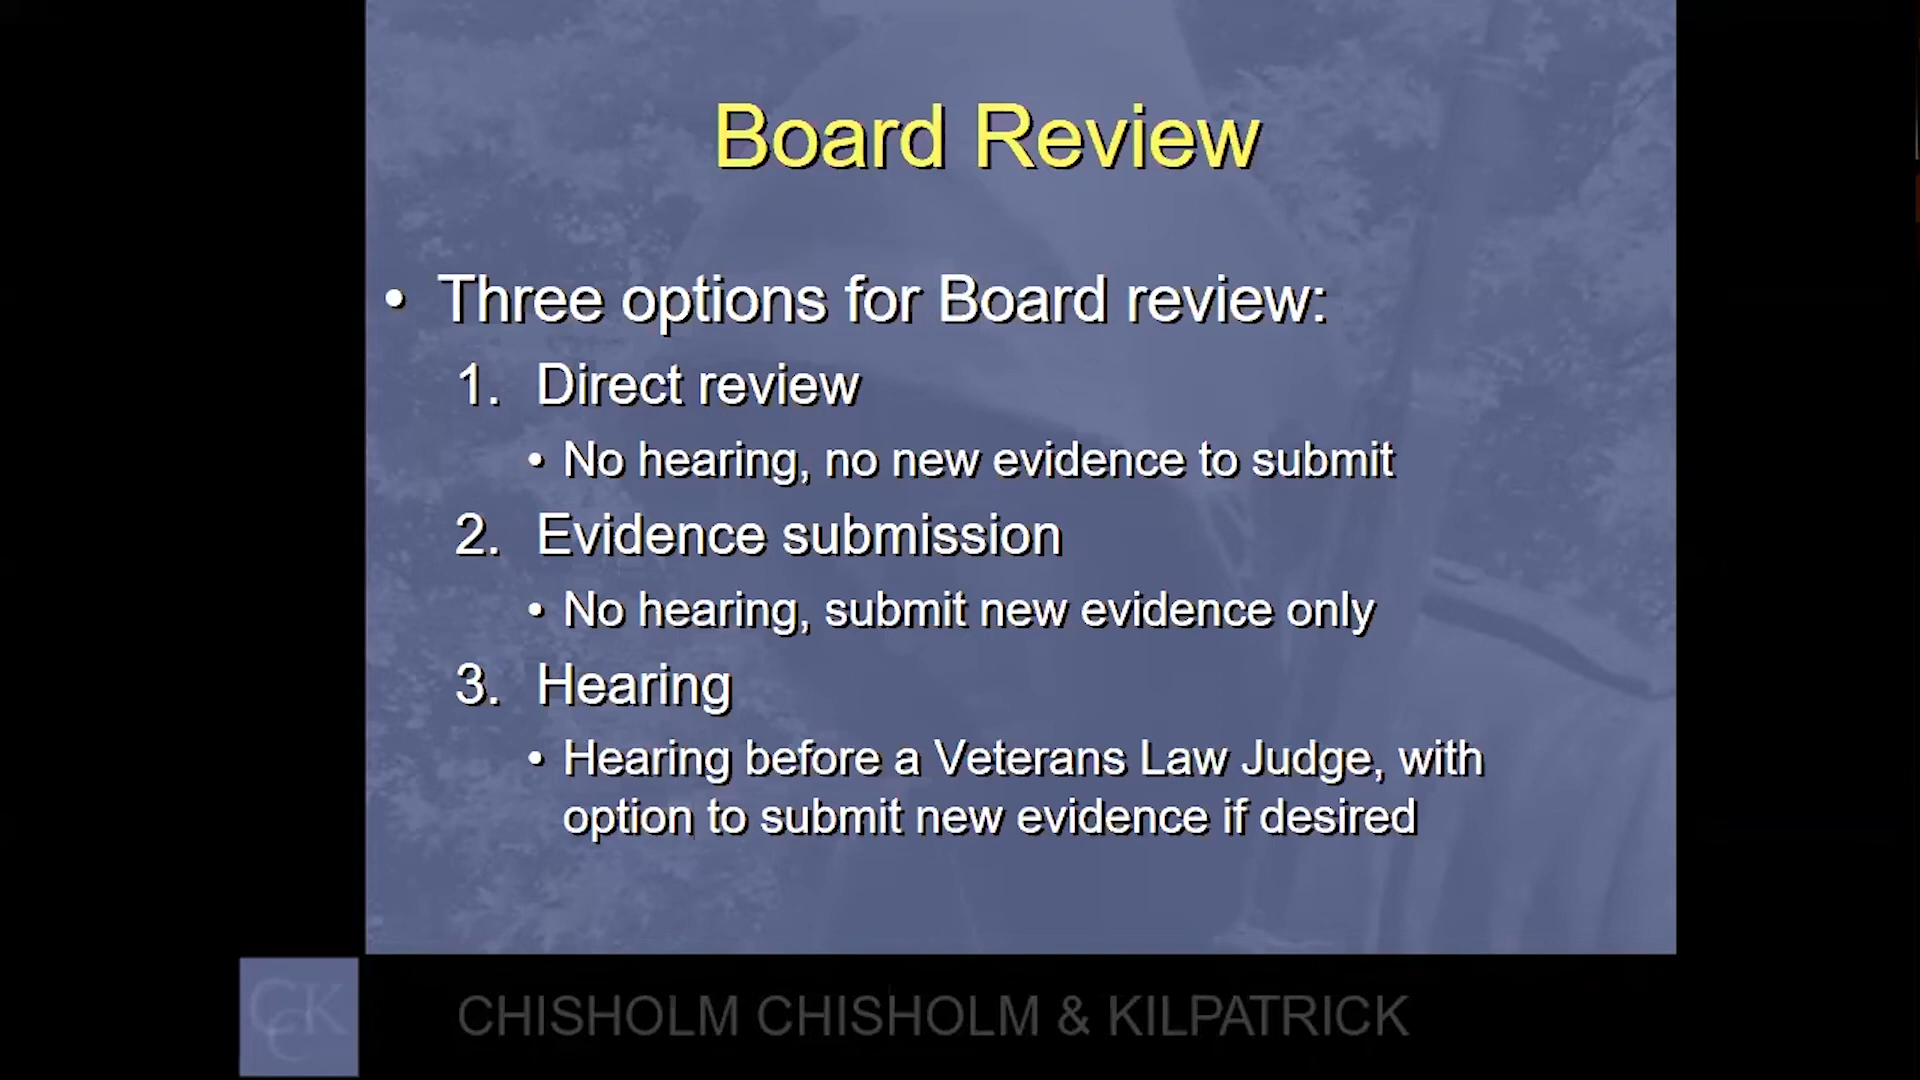 Board Review
• Three options for Board review:
1. Direct review
• No hearing, no new evidence to submit
2. Evidence submission
• No hearing, submit new evidence only
3. Hearing
• Hearing before a Veterans Law Judge, with
option to submit new evidence if desired
CCK
CHISHOLM CHISHOLM & KILPATRICK